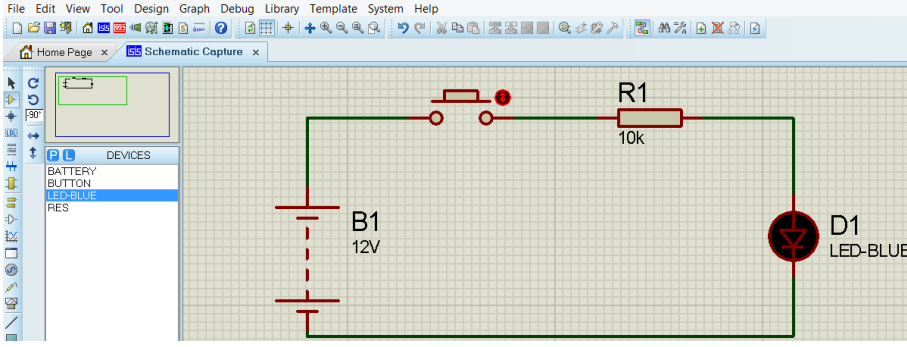 File Edit View Tool Design Graph Debug Library Template System Help
Home Page × ISIS Schematic Capture ×
-90°
P L DEVICES
BATTERY
BUTTON
LED-BLUE
RES
R1
10k
B1
12V
D1
LED-BLUE